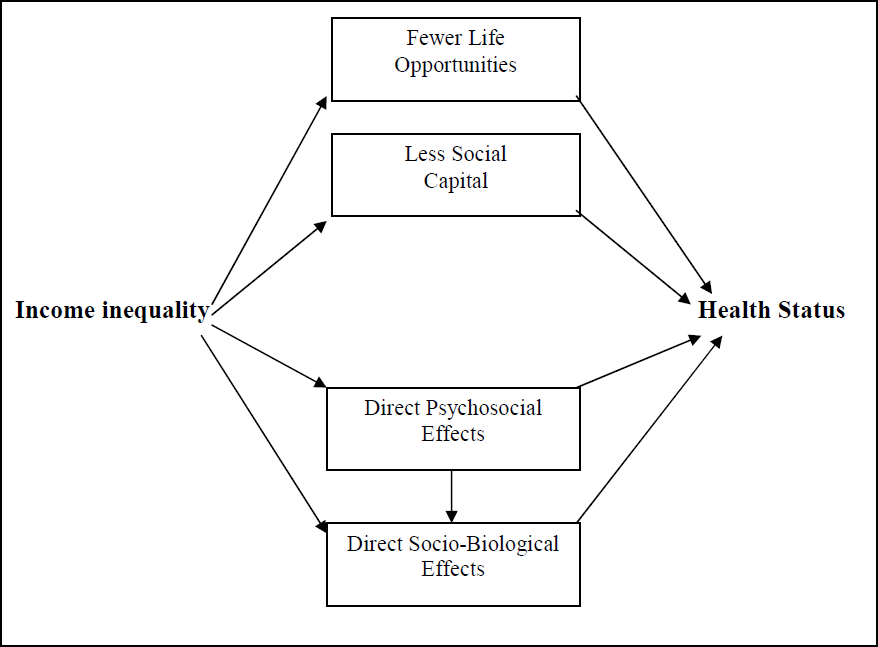 Fewer Life
Opportunities
Less Social
Capital
Income inequality
Health Status
Direct Psychosocial
Effects
Direct Socio-Biological
Effects